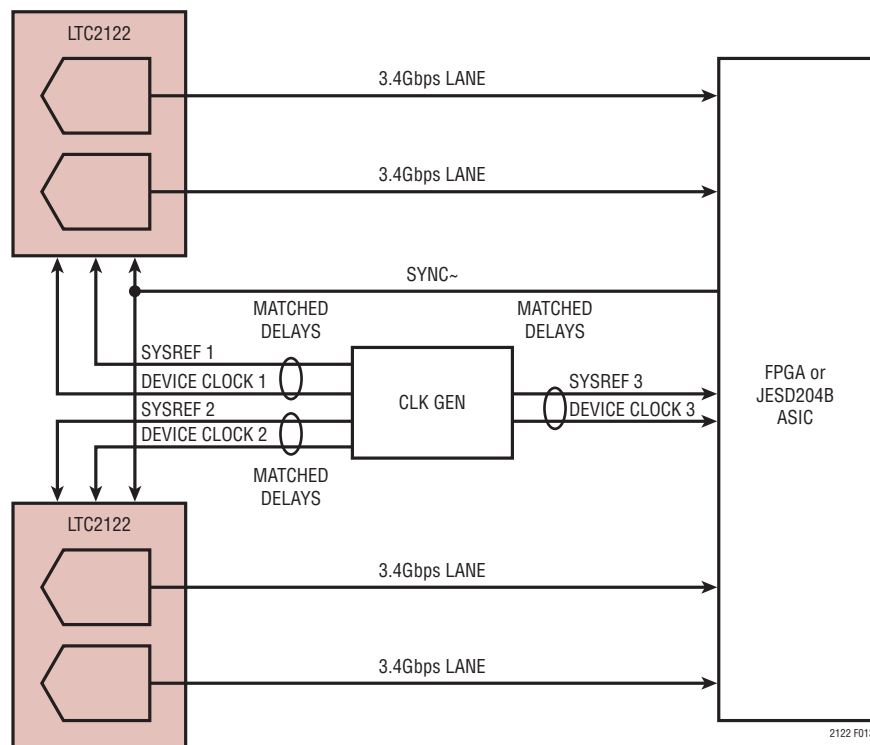 LTC2122
3.4Gbps LANE
3.4Gbps LANE
SYNC~
MATCHED
DELAYS
MATCHED
DELAYS
SYSREF 1
DEVICE CLOCK 1
SYSREF 2
DEVICE CLOCK 2
CLK GEN
SYSREF 3
DEVICE CLOCK 3
FPGA or
JESD204B
ASIC
MATCHED
DELAYS
LTC2122
3.4Gbps LANE
3.4Gbps LANE
2122 F013